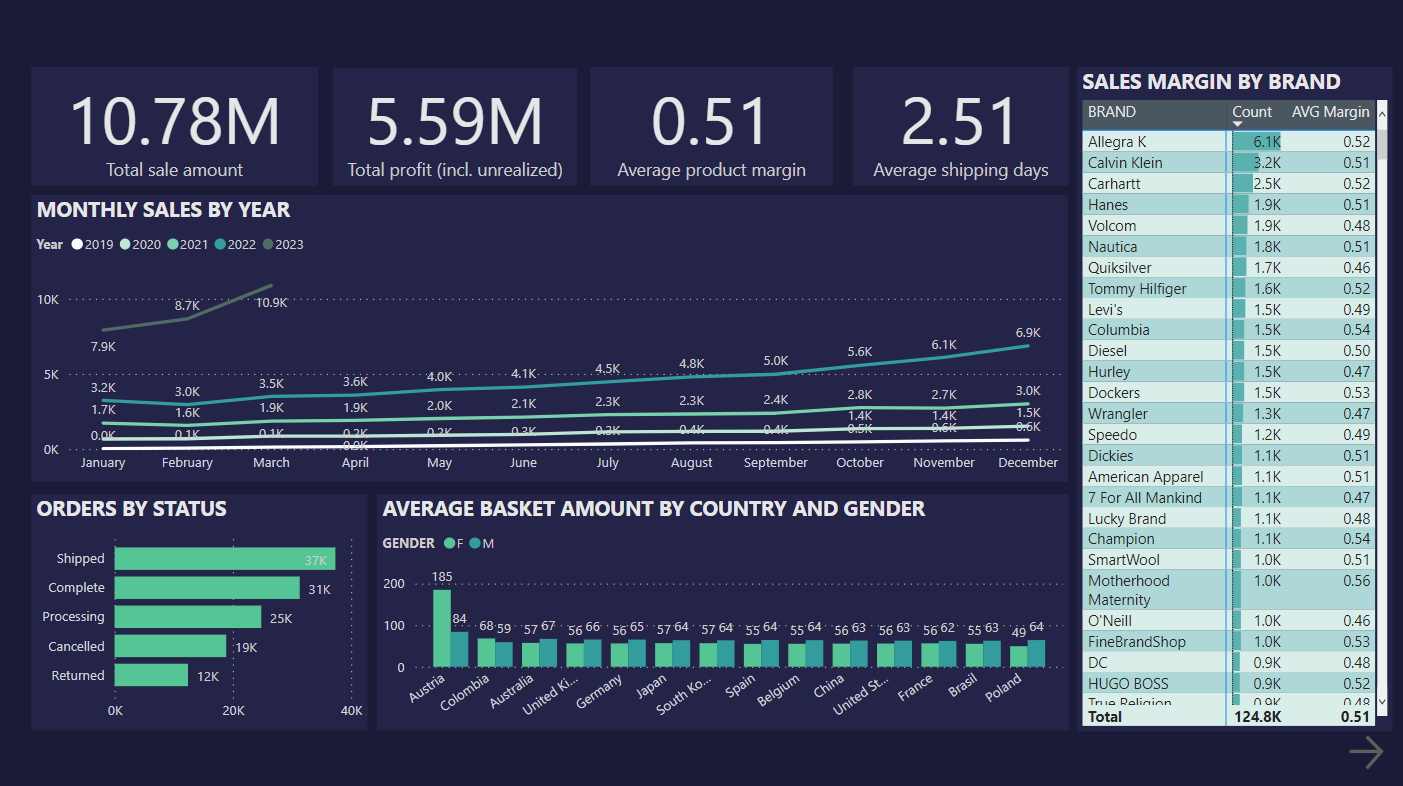 10.78M
Total sale amount
5.59M
Total profit (incl. unrealized)
0.51
Average product margin
2.51
Average shipping days
MONTHLY SALES BY YEAR
Year 2019 2020 2021 2022 2023
10K
5K
0K
7.9K 8.7K 10.9K
3.2K 3.0K 3.5K 3.6K 4.0K 4.1K 4.5K 4.8K 5.0K 5.6K 6.1K 6.9K
1.7K 1.6K 1.9K 1.9K 2.0K 2.1K 2.3K 2.3K 2.4K 2.8K 2.7K 3.0K
1.4K 1.4K 1.5K
0.0K 0.1K 0.1K 0.2K 0.2K 0.3K 0.3K 0.4K 0.4K 0.5K 0.6K 0.6K
0.0K
January February March April May June July August September October November December
ORDERS BY STATUS
Shipped 37K
Complete 31K
Processing 25K
Cancelled 19K
Returned 12K
0K 20K 40K
AVERAGE BASKET AMOUNT BY COUNTRY AND GENDER
GENDER F M
200
100
0
185 84 68 59 57 67 56 66 56 65 57 64 57 64 55 64 55 64 56 63 56 63 56 62 55 63 49 64
Austria Colombia Australia United Ki... Germany Japan South Ko... Spain Belgium China United St... France Brasil Poland
SALES MARGIN BY BRAND
BRAND Count AVG Margin
Allegra K 6.1K 0.52
Calvin Klein 3.2K 0.51
Carhartt 2.5K 0.52
Hanes 1.9K 0.51
Volcom 1.9K 0.48
Nautica 1.8K 0.51
Quiksilver 1.7K 0.46
Tommy Hilfiger 1.6K 0.52
Levi's 1.5K 0.49
Columbia 1.5K 0.54
Diesel 1.5K 0.50
Hurley 1.5K 0.47
Dockers 1.5K 0.53
Wrangler 1.3K 0.47
Speedo 1.2K 0.49
Dickies 1.1K 0.51
American Apparel 1.1K 0.51
7 For All Mankind 1.1K 0.47
Lucky Brand 1.1K 0.48
Champion 1.1K 0.54
SmartWool 1.0K 0.51
Motherhood 1.0K 0.56
Maternity
O'Neill 1.0K 0.46
FineBrandShop 1.0K 0.53
DC 0.9K 0.48
HUGO BOSS 0.9K 0.52
True Religion 0.9K 0.48
Total 124.8K 0.51